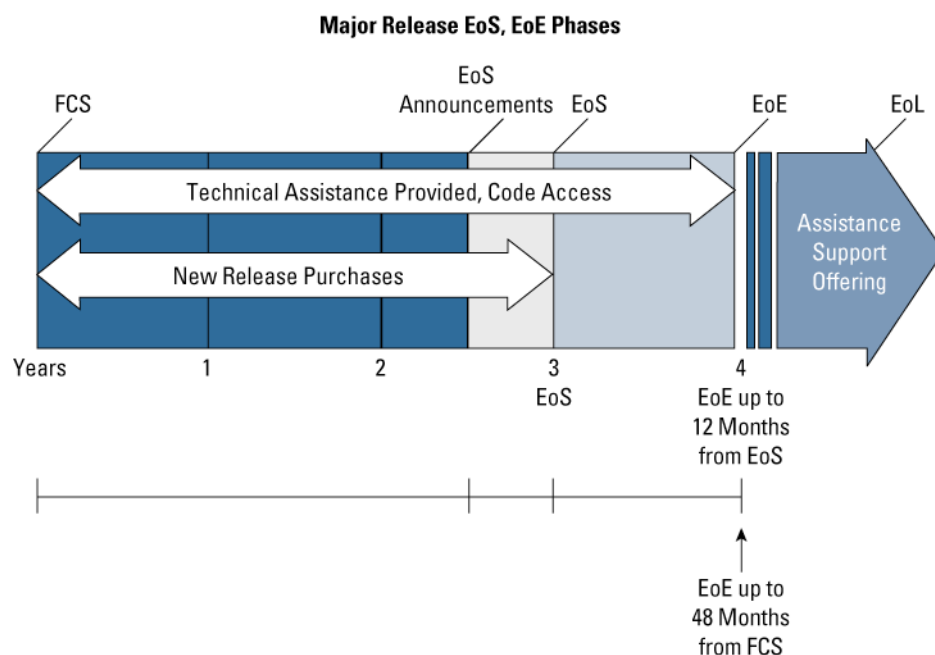 Major Release EoS, EoE Phases
FCS
EoS
Announcements
EoS
EoE
EoL
Technical Assistance Provided, Code Access
New Release Purchases
Assistance
Support
Offering
Years
1
2
3
4
EoS
EoE up to
12 Months
from EoS
EoE up to
48 Months
from FCS